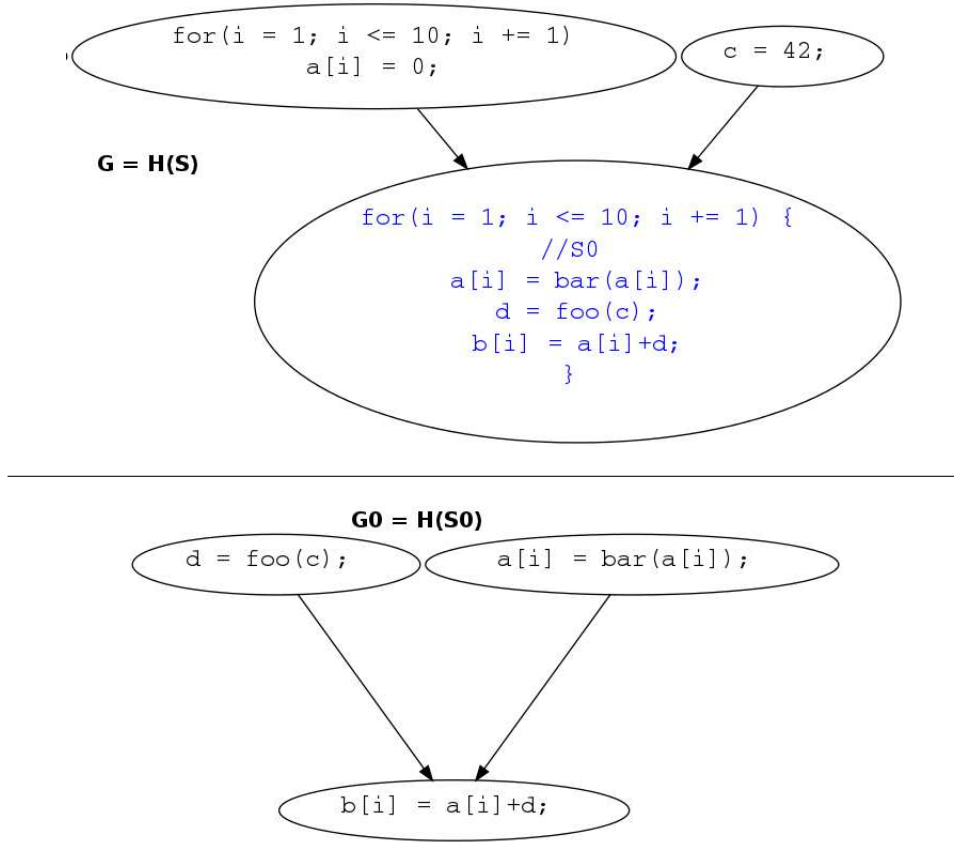 for(i = 1; i <= 10; i += 1)
a[i] = 0;
c = 42;
G = H(S)
for(i = 1; i <= 10; i += 1) {
//S0
a[i] = bar(a[i]);
d = foo(c);
b[i] = a[i]+d;
}
G0 = H(S0)
d = foo(c);
a[i] = bar(a[i]);
b[i] = a[i]+d;